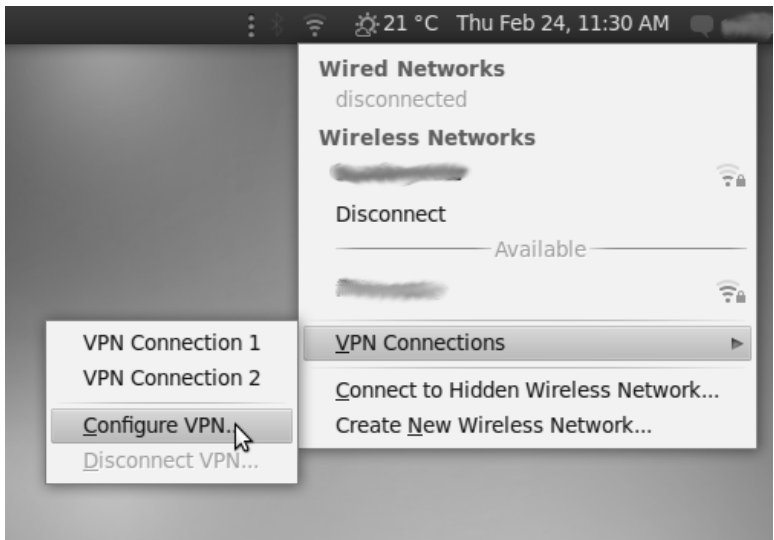 21 °C Thu Feb 24, 11:30 AM
Wired Networks
disconnected
Wireless Networks
Disconnect
Available
VPN Connections
Connect to Hidden Wireless Network...
Create New Wireless Network...
VPN Connection 1
VPN Connection 2
Configure VPN...
Disconnect VPN...